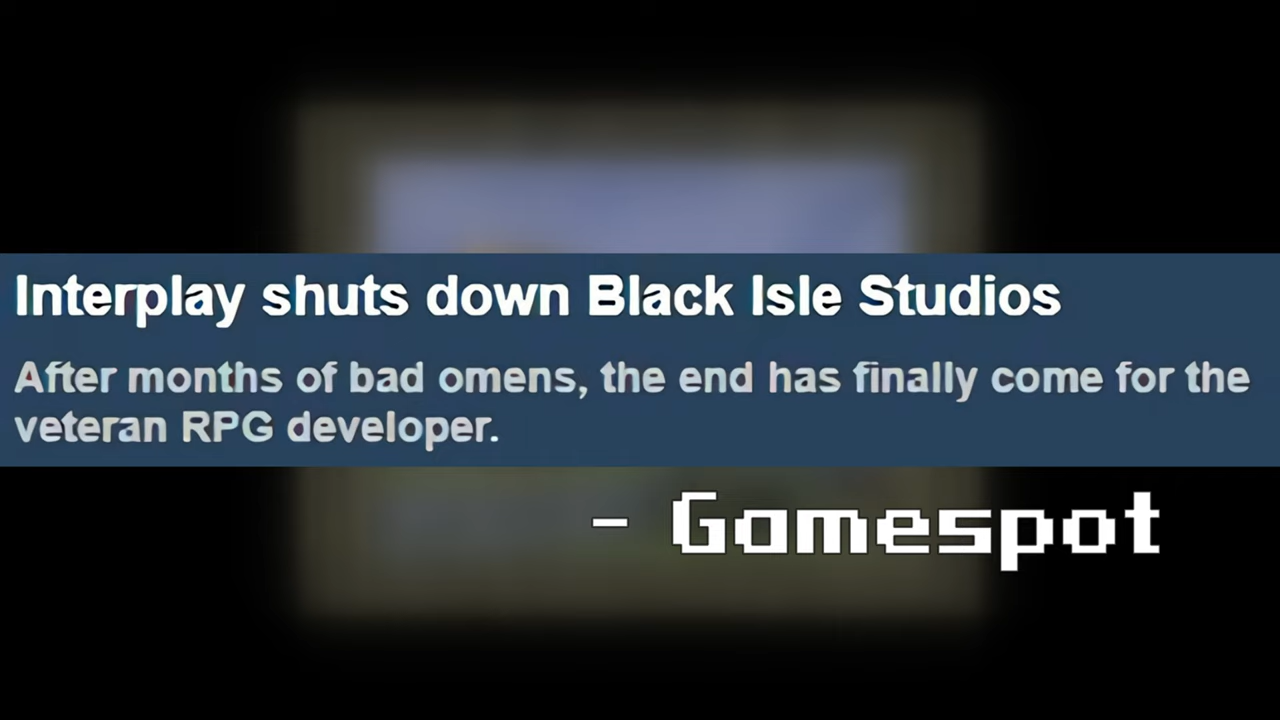 Interplay shuts down Black Isle Studios
After months of bad omens, the end has finally come for the
veteran RPG developer.
- Gamespot